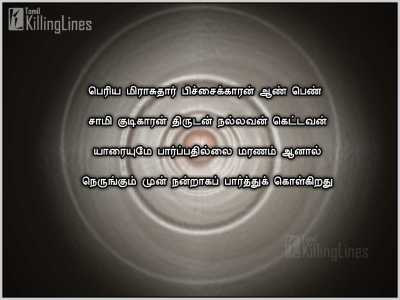 Tamil
KillingLines
பெரிய மிராசுதார் பிச்சைக்காரன் ஆண் பெண்
சாமி குடிகாரன் திருடன் நல்லவன் கெட்டவன்
யாரையுமே பார்ப்பதில்லை மரணம் ஆனால்
நெருங்கும் முன் நன்றாகப் பார்த்துக் கொள்கிறது
Tamil
KillingLines